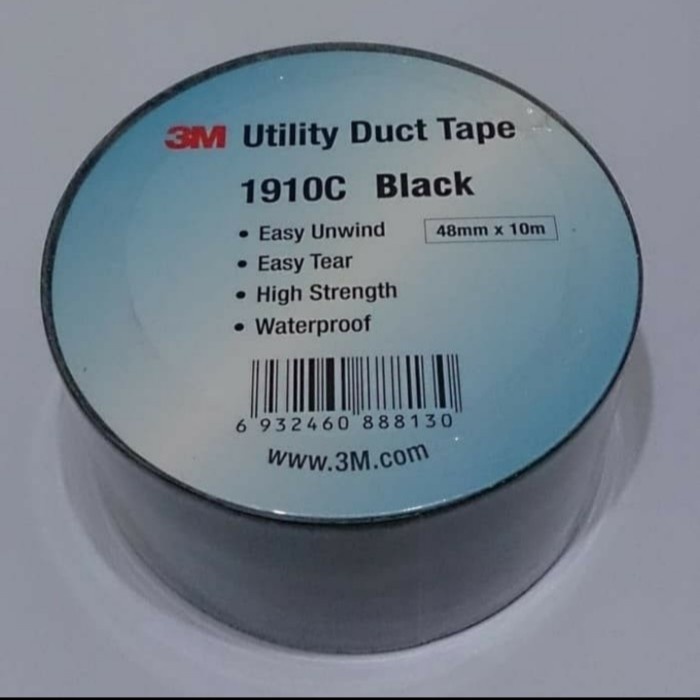 3M Utility Duct Tape
1910C Black
• Easy Unwind
48mm x 10m
• Easy Tear
• High Strength
• Waterproof
6 932460 888130
www.3M.com